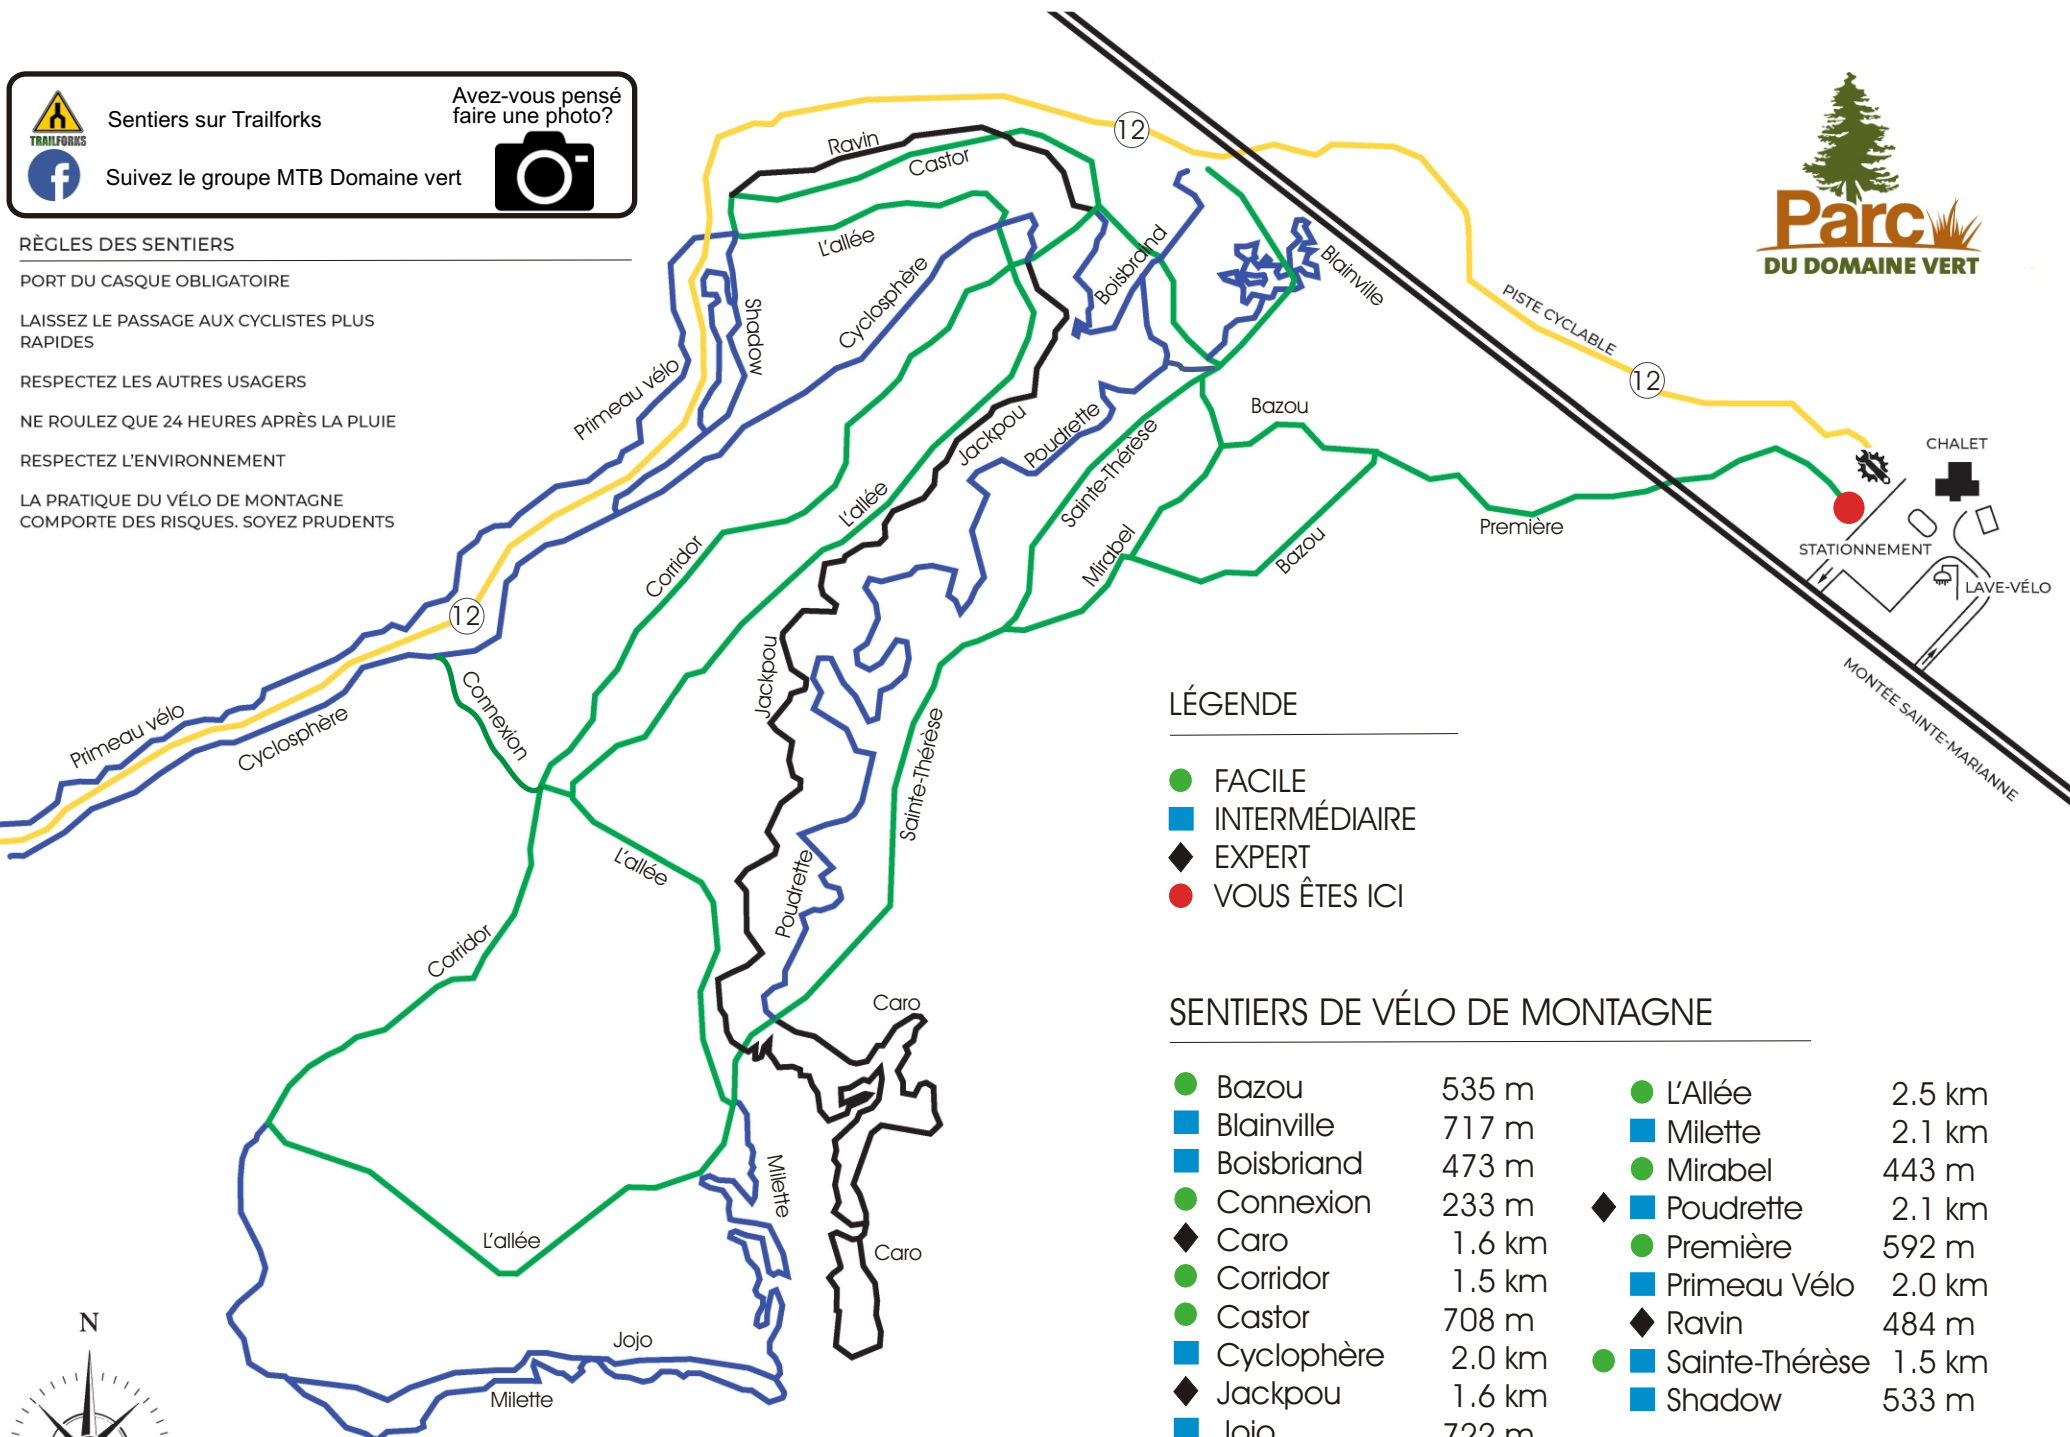 Avez-vous pensé
faire une photo?
Sentiers sur Trailforks
TRAILFORKS
Suivez le groupe MTB Domaine vert
RÈGLES DES SENTIERS
PORT DU CASQUE OBLIGATOIRE
LAISSEZ LE PASSAGE AUX CYCLISTES PLUS
RAPIDES
RESPECTEZ LES AUTRES USAGERS
NE ROULEZ QUE 24 HEURES APRÈS LA PLUIE
RESPECTEZ L'ENVIRONNEMENT
LA PRATIQUE DU VÉLO DE MONTAGNE
COMPORTE DES RISQUES. SOYEZ PRUDENTS
Parc
DU DOMAINE VERT
12
Ravin
Castor
L'allée
Cyclosphère
Boisbraind
Blainville
Shadow
Primeau vélo
PISTE CYCLABLE
12
Bazou
Jackpou
Poudrette
Sainte-Thérèse
CHALET
L'allée
Mirabel
Bazou
Première
STATIONNEMENT
LAVE-VÉLO
Corridor
12
Jackpou
Connexion
Primeau vélo
Cyclosphère
Sainte-Thérèse
MONTÉE SAINTE-MARIANNE
L'allée
Poudrette
Corridor
Caro
Milette
L'allée
Caro
Jojo
Milette
N
LÉGENDE
FACILE
INTERMÉDIAIRE
EXPERT
VOUS ÊTES ICI
SENTIERS DE VÉLO DE MONTAGNE
Bazou 535 m
Blainville 717 m
Boisbriand 473 m
Connexion 233 m
Caro 1.6 km
Corridor 1.5 km
Castor 708 m
Cyclophère 2.0 km
Jackpou 1.6 km
Jojo 722 m
L'Allée 2.5 km
Milette 2.1 km
Mirabel 443 m
Poudrette 2.1 km
Première 592 m
Primeau Vélo 2.0 km
Ravin 484 m
Sainte-Thérèse 1.5 km
Shadow 533 m